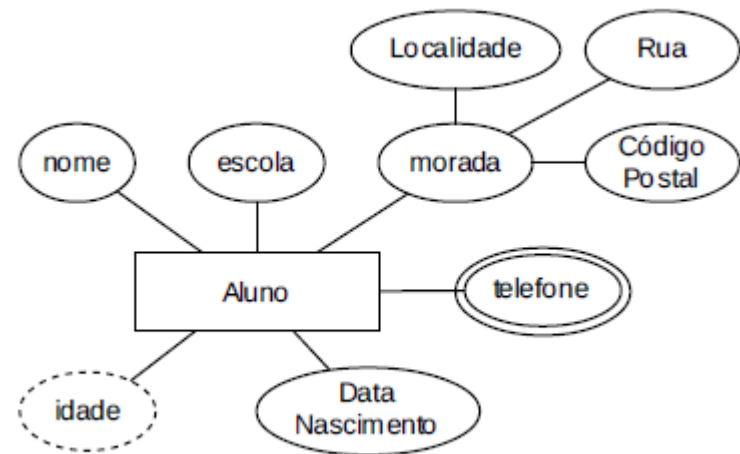 Localidade
Rua
nome
escola
morada
Código
Postal
Aluno
telefone
idade
Data
Nascimento